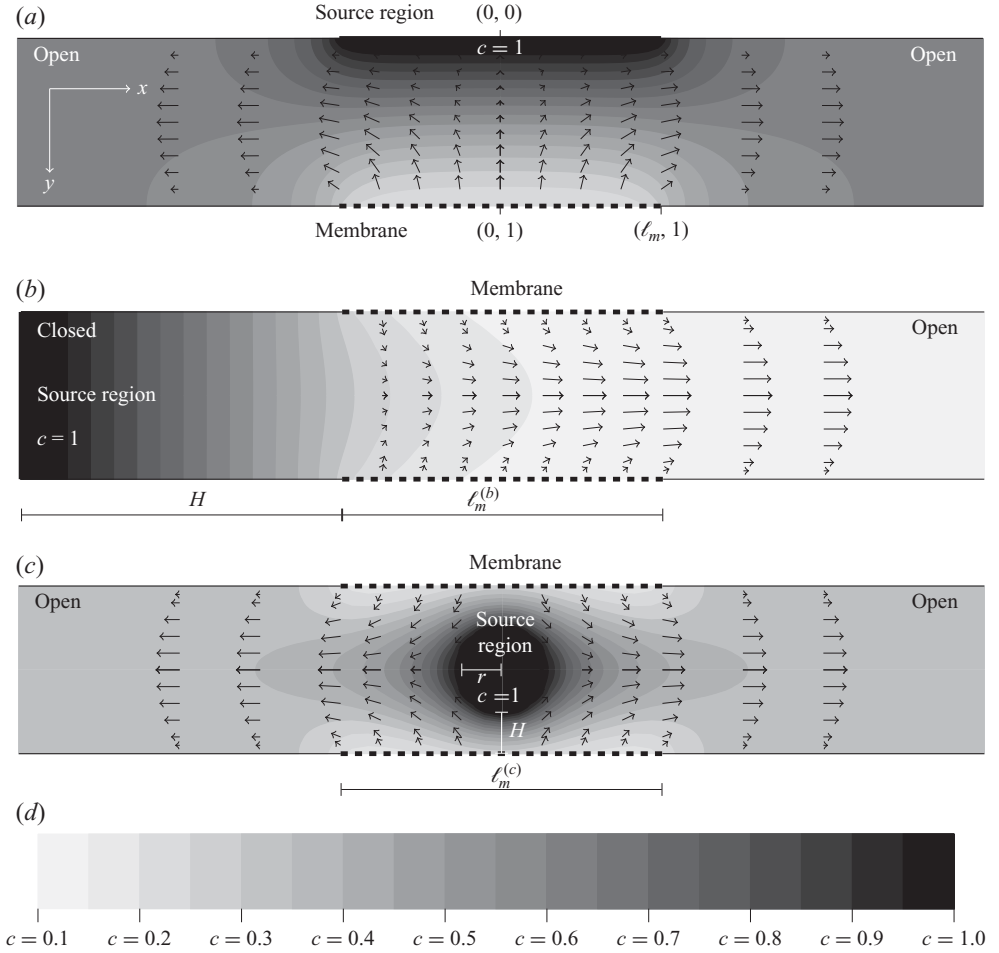 (a)
Source region (0, 0)
Open c = 1 Open
x
y
Membrane (0, 1) (ℓm, 1)
(b)
Membrane
Closed Open
Source region
c = 1
H ℓm(b)
(c)
Membrane
Open Open
Source
region
r
c =1
H
ℓm(c)
(d)
c = 0.1 c = 0.2 c = 0.3 c = 0.4 c = 0.5 c = 0.6 c = 0.7 c = 0.8 c = 0.9 c = 1.0